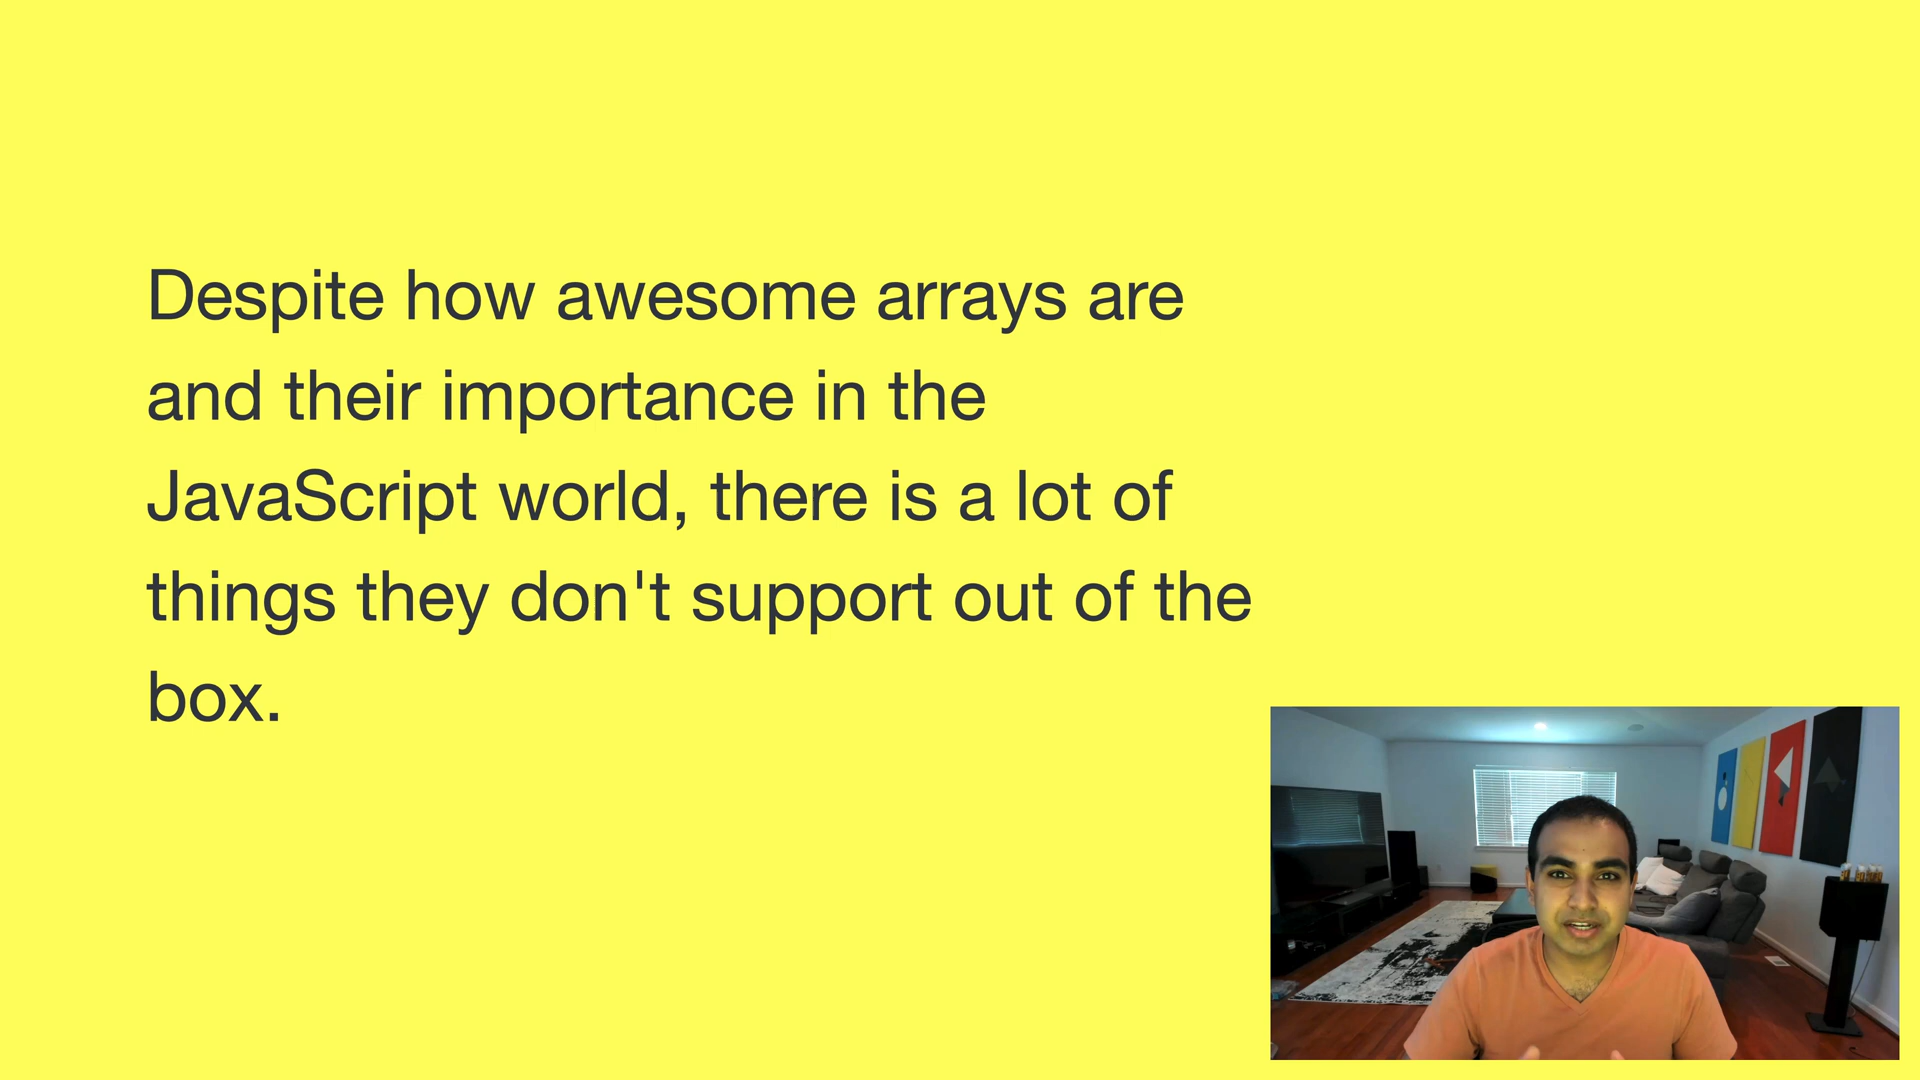 Despite how awesome arrays are
and their importance in the
JavaScript world, there is a lot of
things they don't support out of the
box.